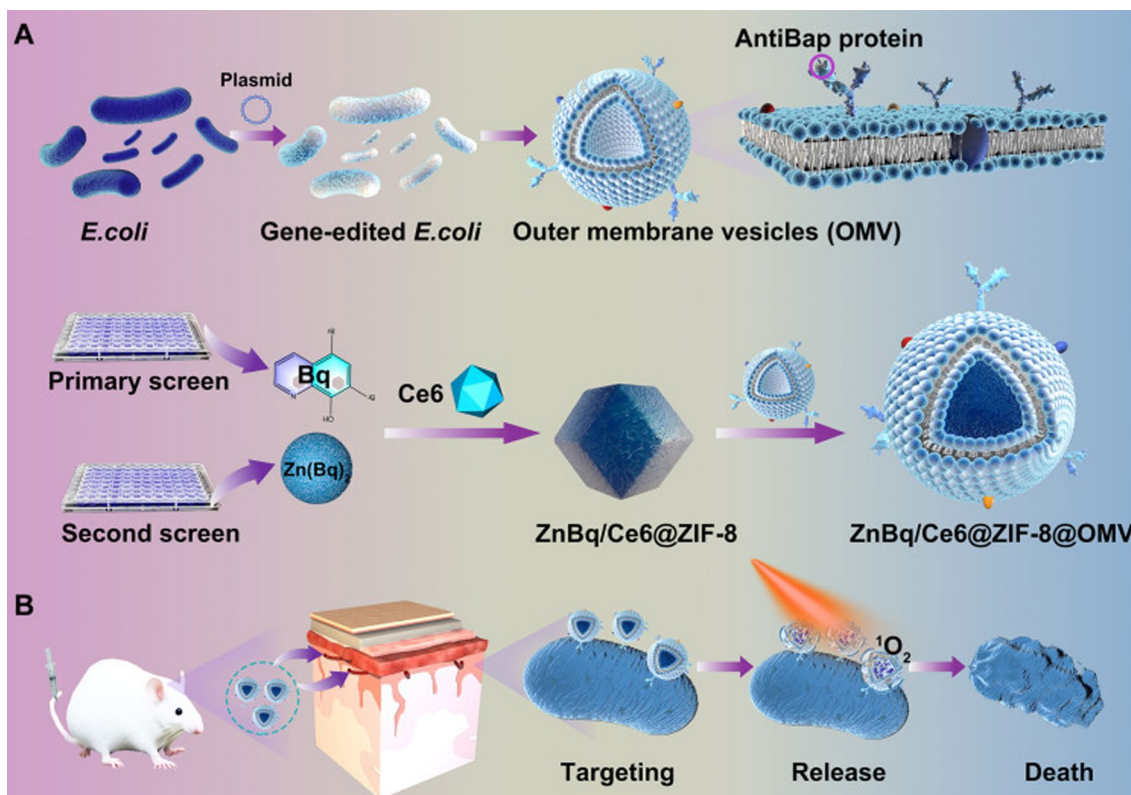 A
Plasmid
AntiBap protein
E.coli
Gene-edited E.coli
Outer membrane vesicles (OMV)
Primary screen
Bq
HO
Ce6
Second screen
Zn(Bq)2
ZnBq/Ce6@ZIF-8
ZnBq/Ce6@ZIF-8@OMV
B
1O2
Targeting
Release
Death